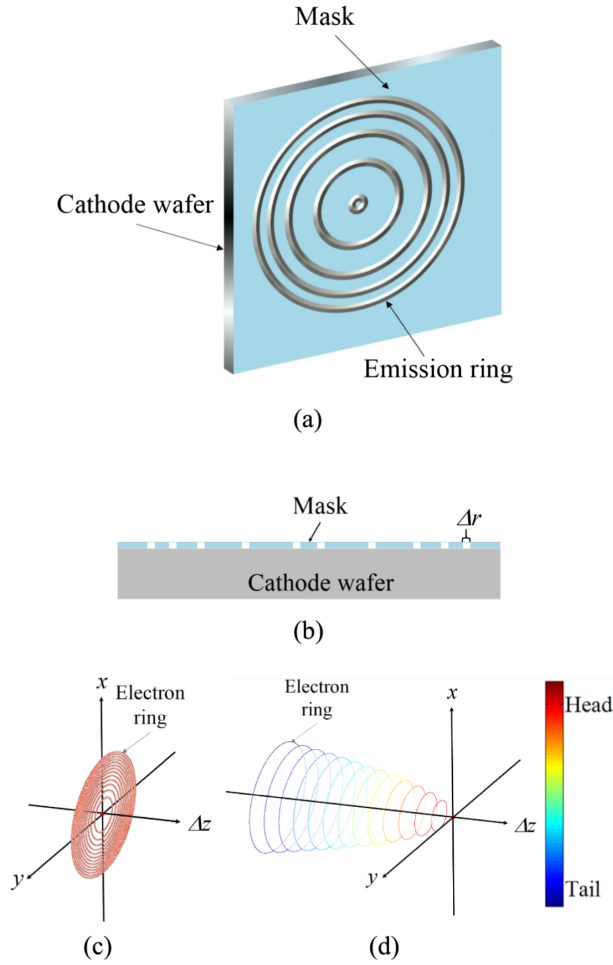 Mask
Cathode wafer
Emission ring
(a)
Mask
Δr
Cathode wafer
(b)
x
Electron
ring
Δz
y
(c)
Electron
ring
x
Δz
y
(d)
Head
Tail